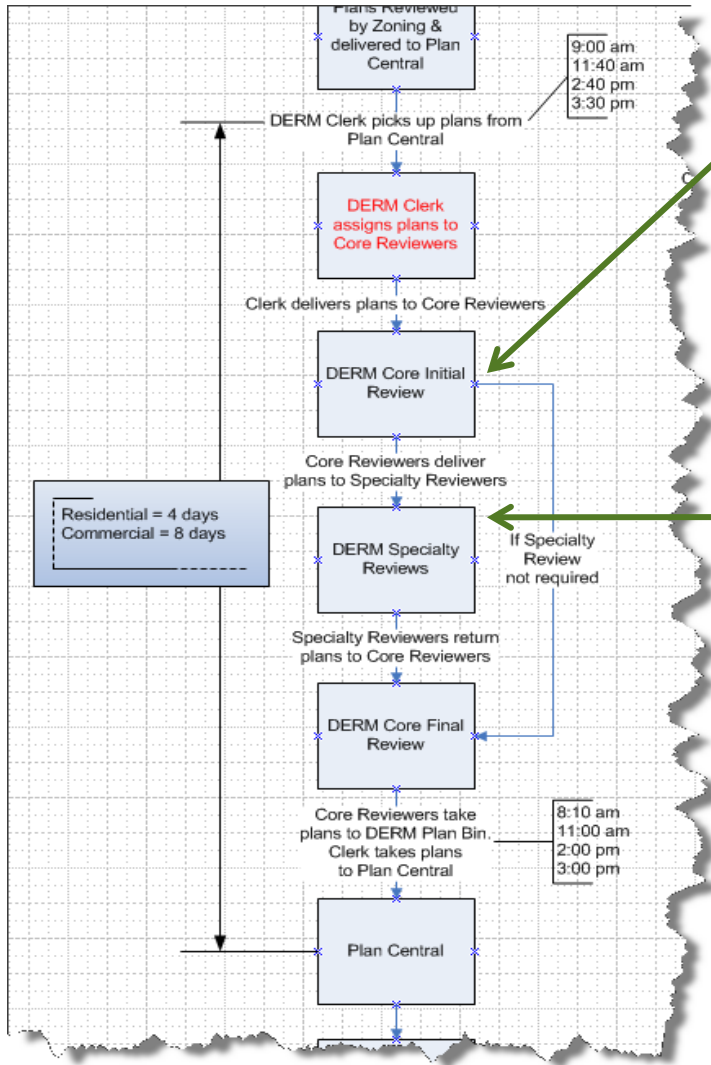 Plans Reviewed
by Zoning &
delivered to Plan
Central
9:00 am
11:40 am
2:40 pm
3:30 pm
DERM Clerk picks up plans from
Plan Central
DERM Clerk
assigns plans to
Core Reviewers
Clerk delivers plans to Core Reviewers
DERM Core Initial
Review
Core Reviewers deliver
plans to Specialty Reviewers
Residential = 4 days
Commercial = 8 days
DERM Specialty
Reviews
If Specialty
Review
not required
Specialty Reviewers return
plans to Core Reviewers
DERM Core Final
Review
Core Reviewers take
plans to DERM Plan Bin.
Clerk takes plans
to Plan Central
8:10 am
11:00 am
2:00 pm
3:00 pm
Plan Central